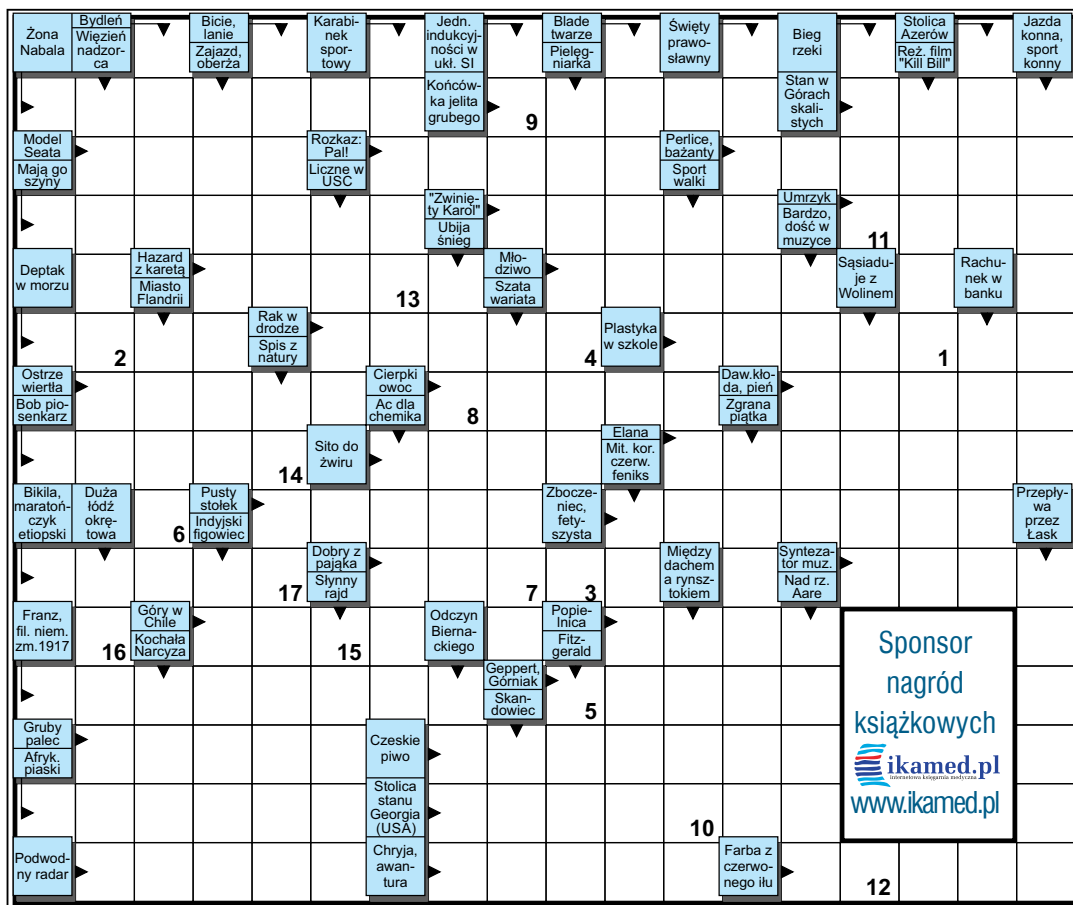 Żona
Nabala
Bydleń
Więzień
nadzor-
ca
Bicie,
lanie
Zajazd,
oberża
Karabi-
nek
spor-
towy
Jedn.
indukcyj-
ności w
ukł. SI
Końców-
ka jelita
grubego
Blade
twarze
Pielęg-
niarka
Święty
prawo-
sławny
Bieg
rzeki
Stan w
Górach
skali-
stych
Stolica
Azerów
Reż. film
"Kill Bill"
Jazda
konna,
sport
konny
9
Model
Seata
Mają go
szyny
Rozkaz:
Pal!
Liczne w
USC
Perlice,
bażanty
Sport
walki
"Zwinię-
ty Karol"
Ubija
śnieg
Umrzyk
Bardzo,
dość w
muzyce
11
Deptak
w morzu
Hazard
z karetą
Miasto
Flandrii
13
Mło-
dziwo
Szata
wariata
Sąsiadu-
je z
Wolinem
Rachu-
nek w
banku
2
Rak w
drodze
Spis z
natury
4
Plastyka
w szkole
1
Ostrze
wiertła
Bob pio-
senkarz
Cierpki
owoc
Ac dla
chemika
8
Daw.kło-
da, pień
Zgrana
piątka
14
Sito do
żwiru
Elana
Mit. kor.
czerw.
feniks
Bikila,
maratoń-
czyk
etiopski
Duża
łódź
okrę-
towa
6
Pusty
stołek
Indyjski
figowiec
Zbocze-
niec,
fety-
szysta
Przepły-
wa
przez
Łask
17
Dobry z
pająka
Słynny
rajd
7
3
Między
dachem
a rynsz-
tokiem
Synteza-
tor muz.
Nad rz.
Aare
Franz,
fil. niem.
zm.1917
16
Góry w
Chile
Kochała
Narcyza
15
Odczyn
Bierna-
ckiego
Popiel-
nica
Fitz-
gerald
Geppert,
Górniak
Skan-
dowiec
5
Sponsor
nagród
książkowych
ikamed.pl
internetowa księgarnia medyczna
www.ikamed.pl
Gruby
palec
Afryk.
piaski
Czeskie
piwo
Stolica
stanu
Georgia
(USA)
10
Podwod-
ny radar
Chryja,
awan-
tura
Farba z
czerwo-
nego iłu
12